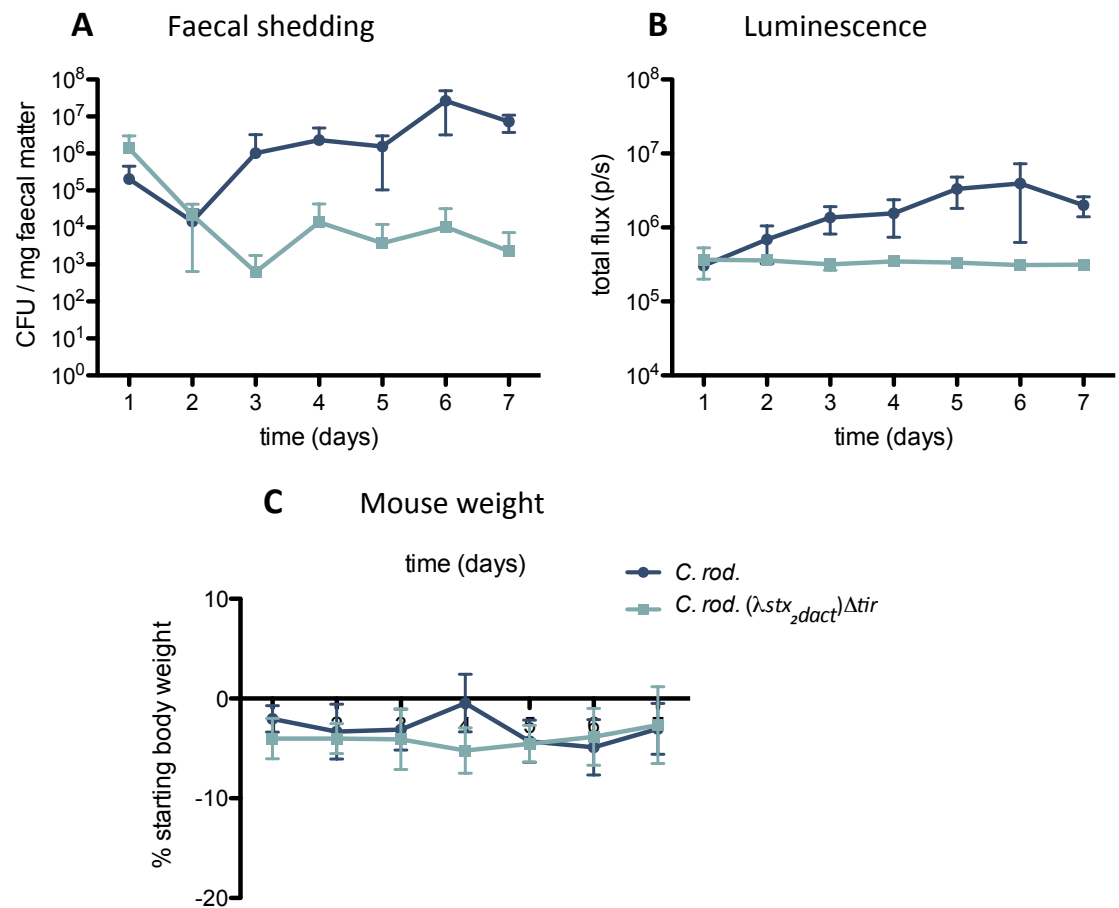 A Faecal shedding
CFU / mg faecal matter
10⁸
10⁷
10⁶
10⁵
10⁴
10³
10²
10¹
10⁰
1 2 3 4 5 6 7
time (days)
B Luminescence
total flux (p/s)
10⁸
10⁷
10⁶
10⁵
10⁴
1 2 3 4 5 6 7
time (days)
C Mouse weight
time (days)
C. rod.
C. rod. (λstx₂dact)Δtir
% starting body weight
10
0
-10
-20